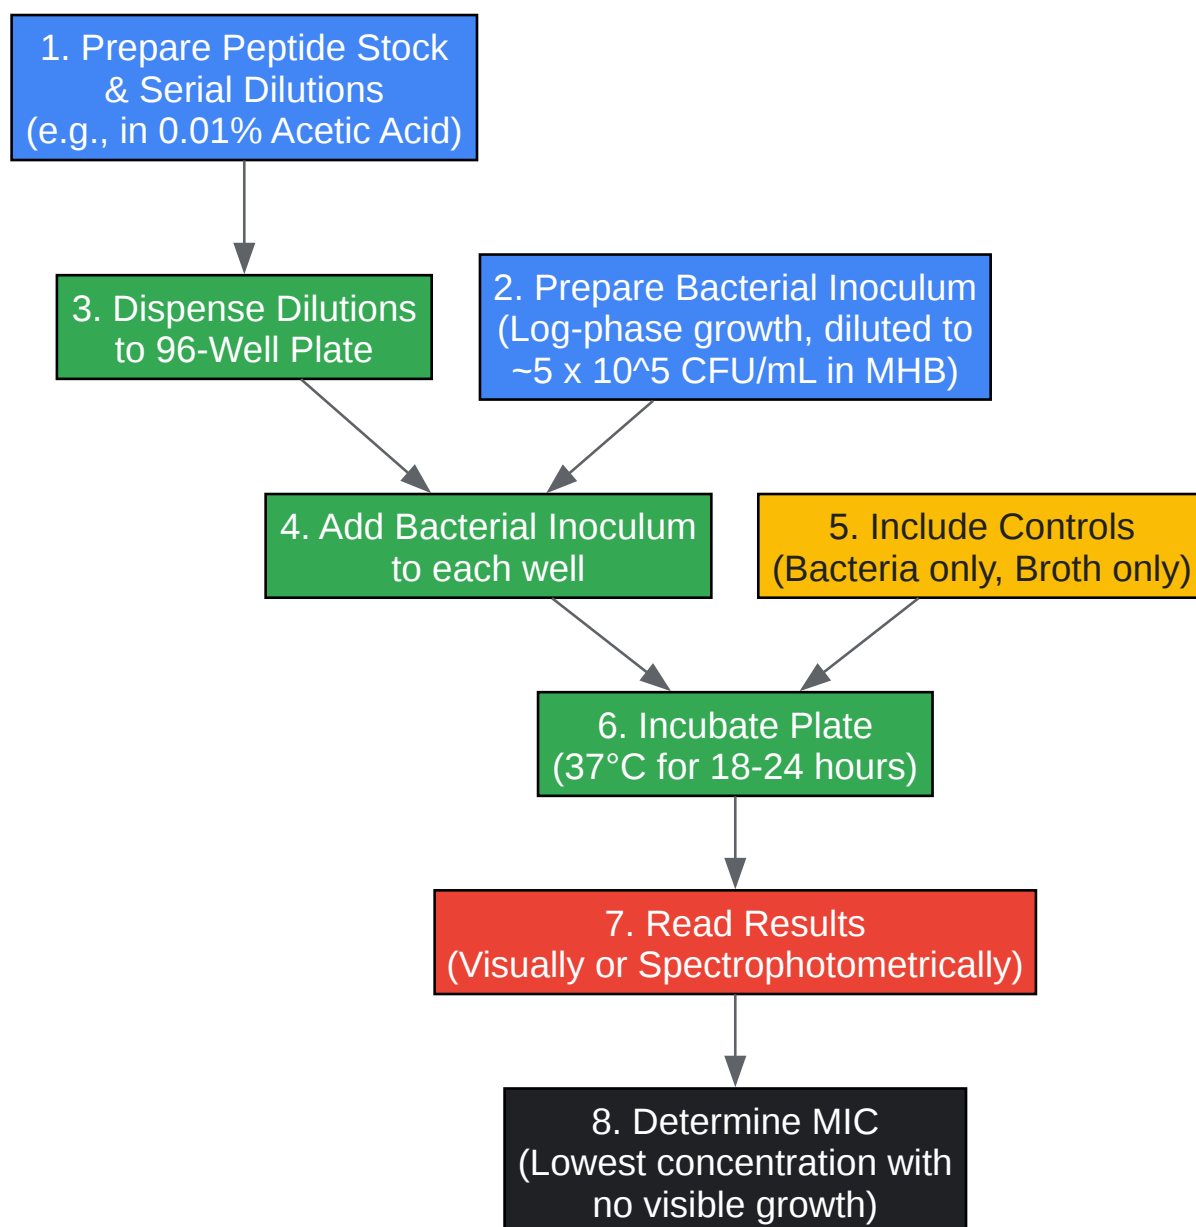 1. Prepare Peptide Stock
& Serial Dilutions
(e.g., in 0.01% Acetic Acid)
2. Prepare Bacterial Inoculum
(Log-phase growth, diluted to
~5 x 10^5 CFU/mL in MHB)
3. Dispense Dilutions
to 96-Well Plate
4. Add Bacterial Inoculum
to each well
5. Include Controls
(Bacteria only, Broth only)
6. Incubate Plate
(37°C for 18-24 hours)
7. Read Results
(Visually or Spectrophotometrically)
8. Determine MIC
(Lowest concentration with
no visible growth)